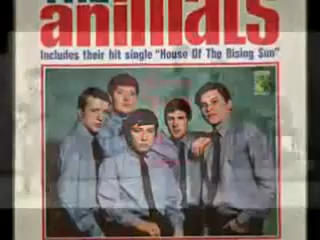 THE
animals
Includes their hit single "House Of The Rising Sun"